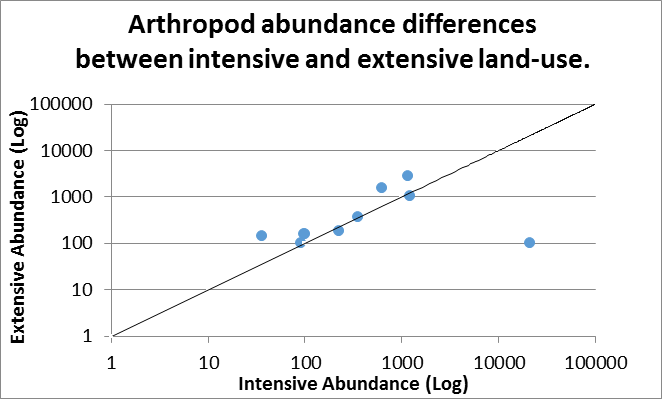 Arthropod abundance differences
between intensive and extensive land-use.
Extensive Abundance (Log)
100000
10000
1000
100
10
1
1 10 100 1000 10000 100000
Intensive Abundance (Log)